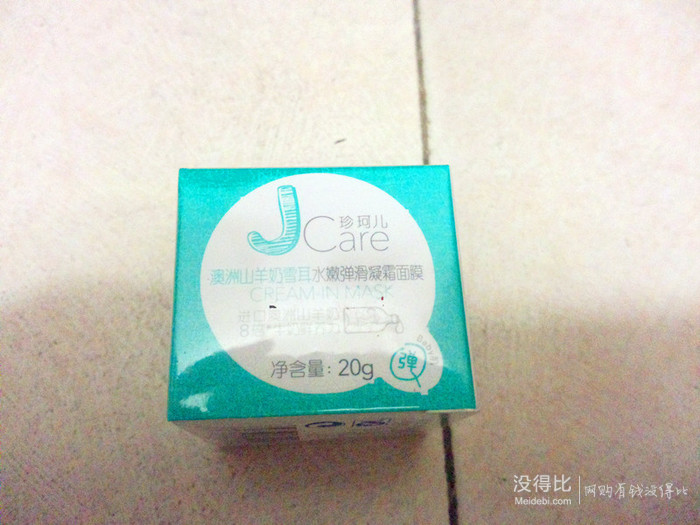 J Care
珍珂儿
澳洲山羊奶雪耳水嫩弹滑凝霜面膜
CREAM-IN MASK
净含量：20g
弹
没得比
Meidebi.com
网购有钱没得比